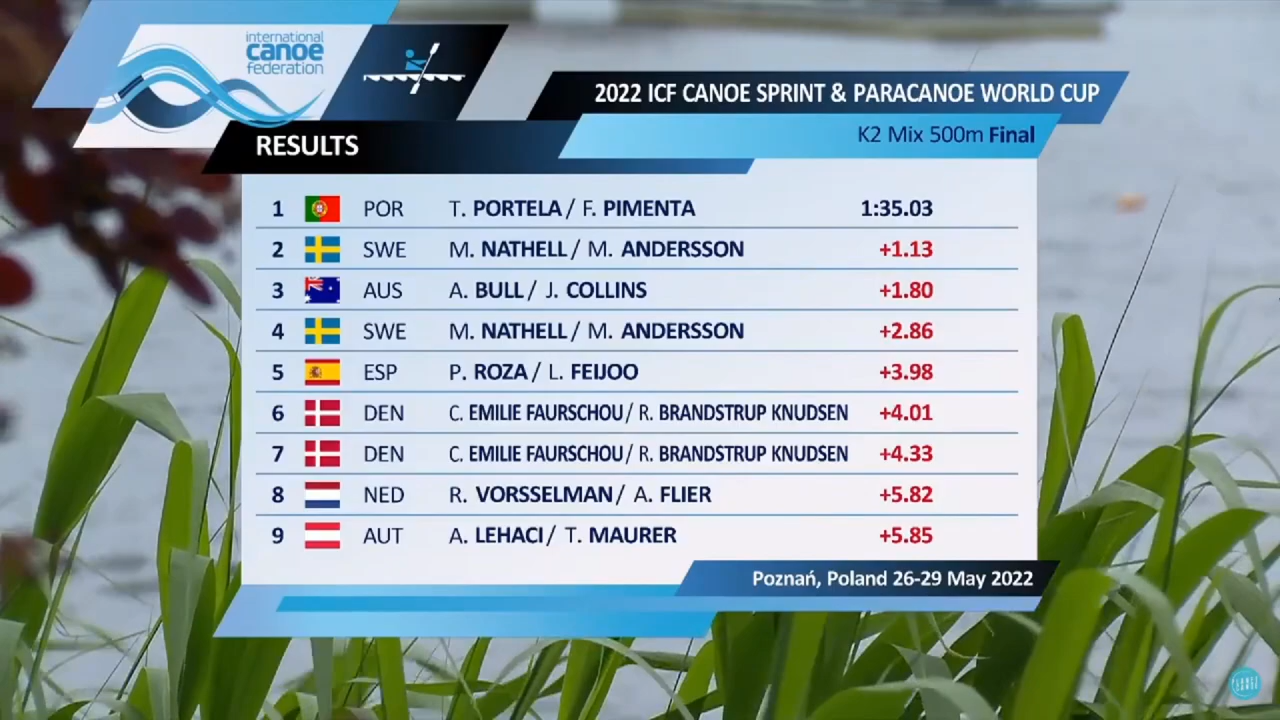 international
canoe
federation
2022 ICF CANOE SPRINT & PARACANOE WORLD CUP
K2 Mix 500m Final
RESULTS
1 POR T. PORTELA / F. PIMENTA 1:35.03
2 SWE M. NATHELL / M. ANDERSSON +1.13
3 AUS A. BULL / J. COLLINS +1.80
4 SWE M. NATHELL / M. ANDERSSON +2.86
5 ESP P. ROZA / L. FEIJOO +3.98
6 DEN C. EMILIE FAURSCHOU / R. BRANDSTRUP KNUDSEN +4.01
7 DEN C. EMILIE FAURSCHOU / R. BRANDSTRUP KNUDSEN +4.33
8 NED R. VORSSELMAN / A. FLIER +5.82
9 AUT A. LEHACI / T. MAURER +5.85
Poznań, Poland 26-29 May 2022
PLANET
CANOE